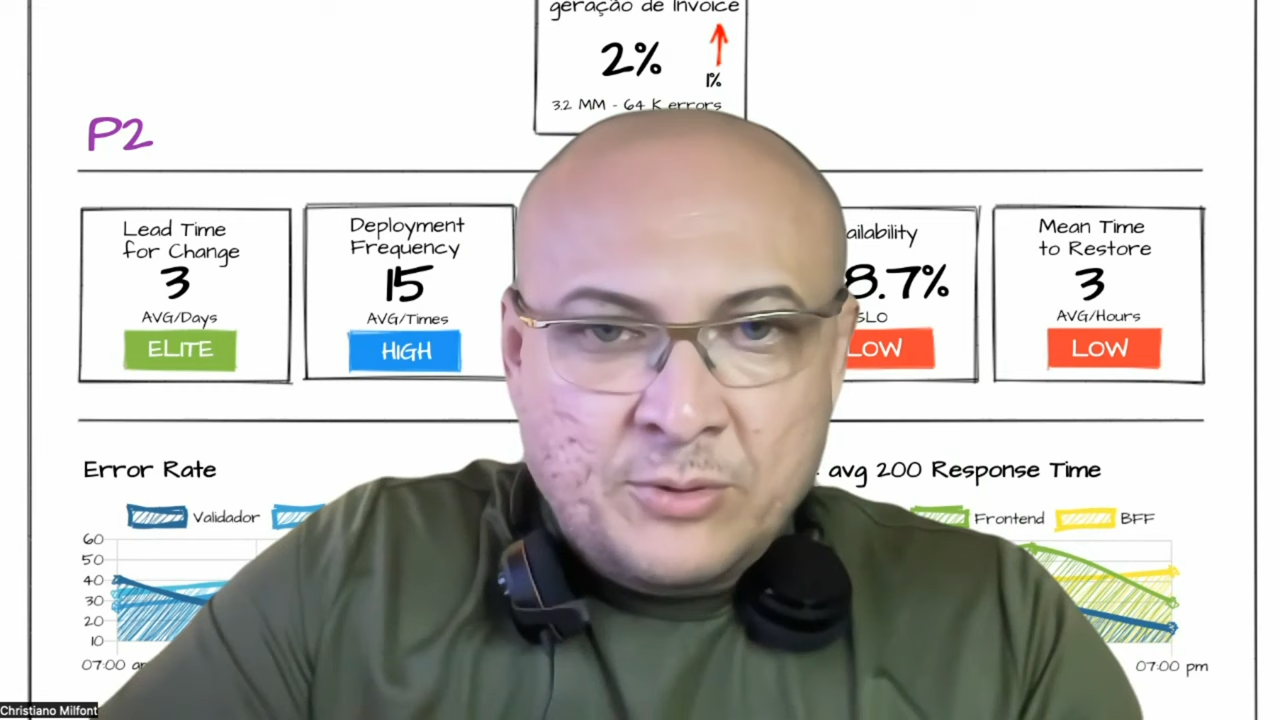 geração de Invoice
2%
1%
3.2 MM - 64 K errors
P2
Lead Time
for Change
3
AVG/Days
ELITE
Deployment
Frequency
15
AVG/Times
HIGH
8.7%
SLO
LOW
Mean Time
to Restore
3
AVG/Hours
LOW
Error Rate
Validador
60
50
40
30
20
10
07:00
avg 200 Response Time
Frontend
BFF
07:00 pm
Christiano Milfont